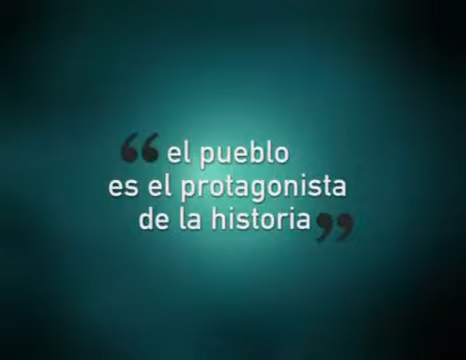 “ el pueblo
es el protagonista
de la historia ”